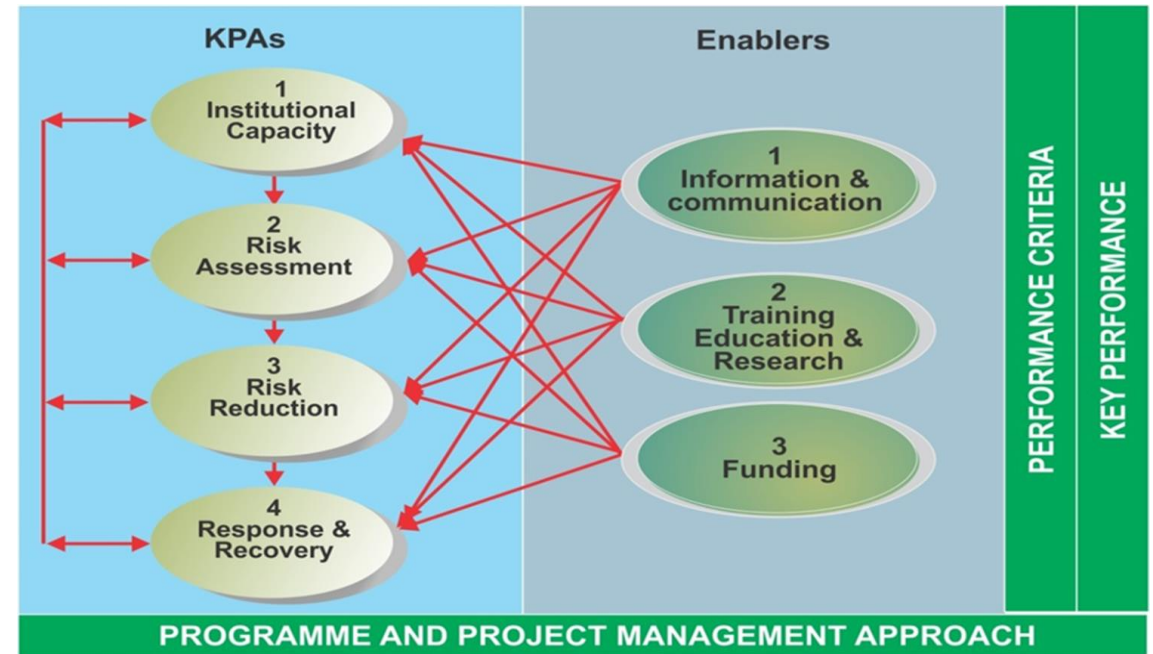 KPAs
1
Institutional
Capacity
2
Risk
Assessment
3
Risk
Reduction
4
Response &
Recovery
Enablers
1
Information &
communication
2
Training
Education &
Research
3
Funding
PERFORMANCE CRITERIA
KEY PERFORMANCE
PROGRAMME AND PROJECT MANAGEMENT APPROACH